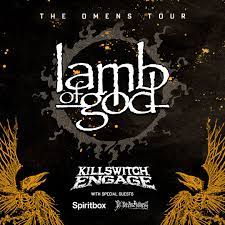 THE OMENS TOUR
lamb
of god
KILLSWITCH
ENGAGE
WITH SPECIAL GUESTS
Spiritbox